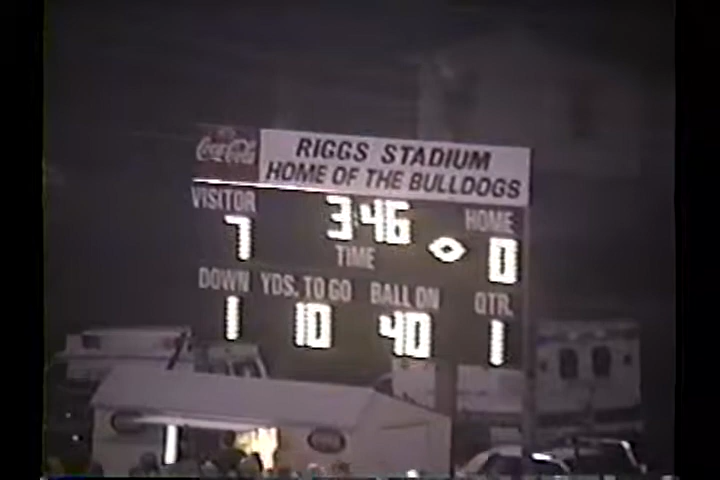 Coca-Cola
RIGGS STADIUM
HOME OF THE BULLDOGS
VISITOR 3:46 HOME
7 TIME 0
DOWN YDS. TO GO BALL ON QTR.
1 10 40 1